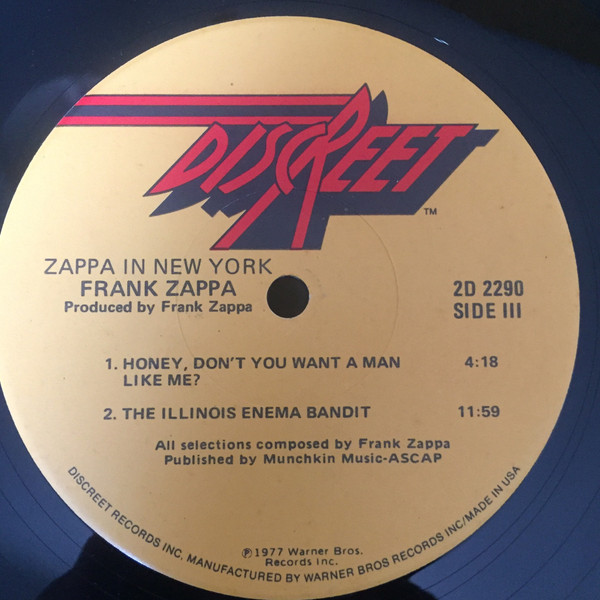 DISCREET
TM
ZAPPA IN NEW YORK
FRANK ZAPPA
Produced by Frank Zappa
2D 2290
SIDE III
1. HONEY, DON'T YOU WANT A MAN 4:18
LIKE ME?
2. THE ILLINOIS ENEMA BANDIT 11:59
All selections composed by Frank Zappa
Published by Munchkin Music-ASCAP
℗1977 Warner Bros.
Records Inc.
DISCREET RECORDS INC. MANUFACTURED BY WARNER BROS RECORDS INC/MADE IN USA